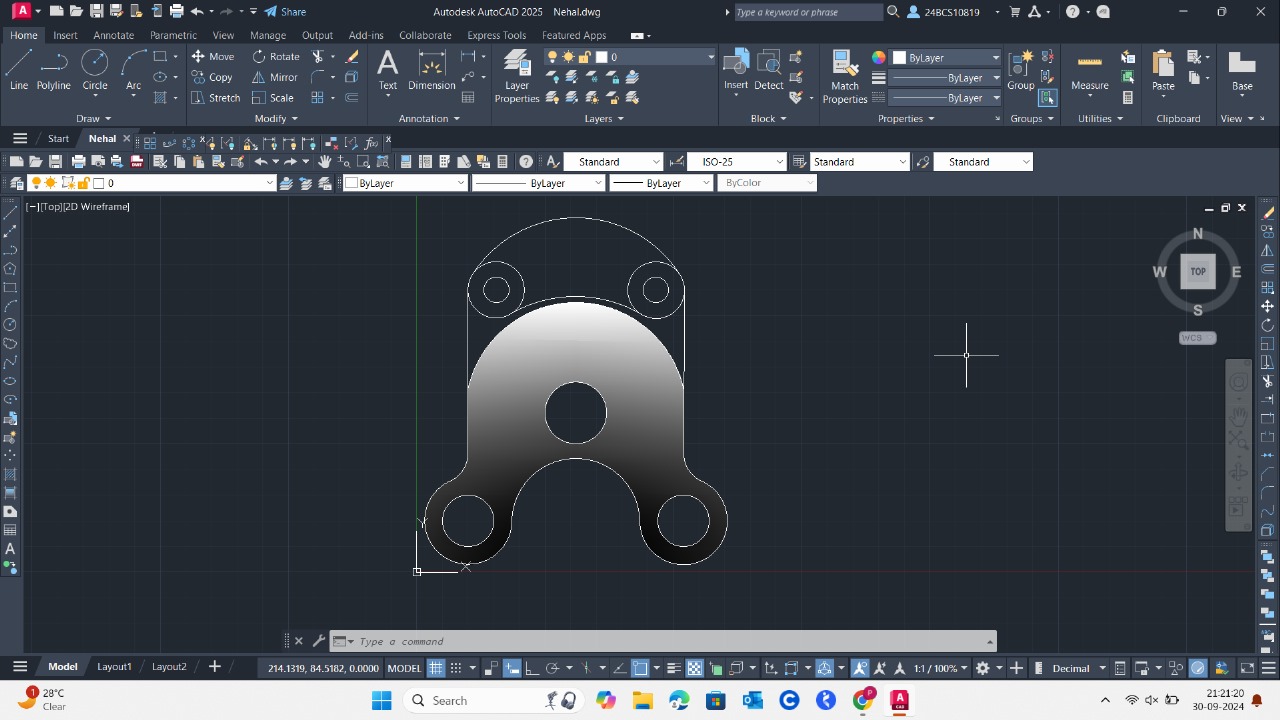 A CAD Share Autodesk AutoCAD 2025 Nehal.dwg Type a keyword or phrase 24BCS10819
Home Insert Annotate Parametric View Manage Output Add-ins Collaborate Express Tools Featured Apps
Line Polyline Circle Arc Move Rotate Text Dimension Layer Properties 0 Insert Detect Match Properties ByLayer Group Measure Paste Base
Copy Mirror ByLayer
Stretch Scale ByLayer
Draw Modify Annotation Layers Block Properties Groups Utilities Clipboard View
Start Nehal
Standard ISO-25 Standard Standard
0 ByLayer ByLayer ByLayer ByColor
[−][Top][2D Wireframe]
N
W TOP E
S
WCS
Y
X
Type a command
Model Layout1 Layout2 214.1319, 84.5182, 0.0000 MODEL 1:1 / 100% Decimal
1 28°C
Clear
Search
21:21:20
30-09-2024